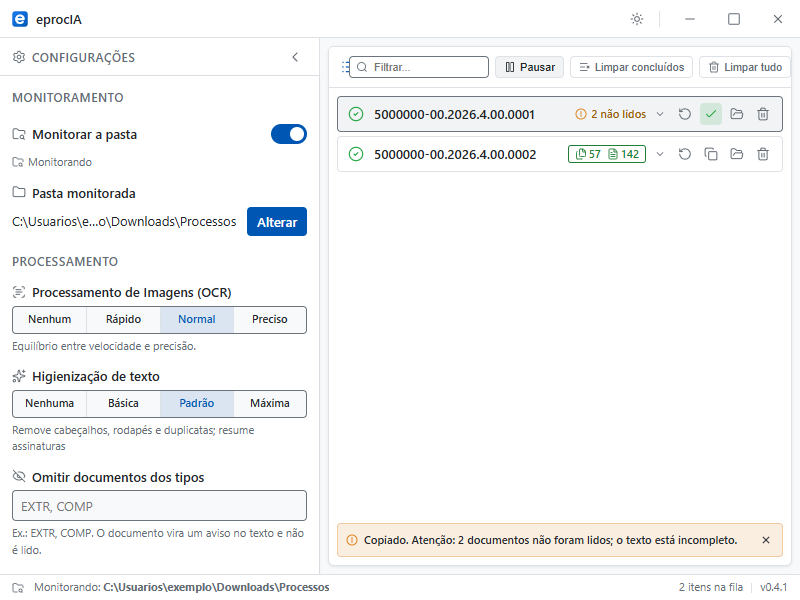 eprocIA
CONFIGURAÇÕES
MONITORAMENTO
Monitorar a pasta
Monitorando
Pasta monitorada
C:\Usuarios\e...o\Downloads\Processos
Alterar
PROCESSAMENTO
Processamento de Imagens (OCR)
Nenhum Rápido Normal Preciso
Equilíbrio entre velocidade e precisão.
Higienização de texto
Nenhuma Básica Padrão Máxima
Remove cabeçalhos, rodapés e duplicatas; resume
assinaturas
Omitir documentos dos tipos
EXTR, COMP
Ex.: EXTR, COMP. O documento vira um aviso no texto e não
é lido.
Filtrar... Pausar Limpar concluídos Limpar tudo
5000000-00.2026.4.00.0001 2 não lidos
5000000-00.2026.4.00.0002 57 142
Copiado. Atenção: 2 documentos não foram lidos; o texto está incompleto.
Monitorando: C:\Usuarios\exemplo\Downloads\Processos 2 itens na fila v0.4.1